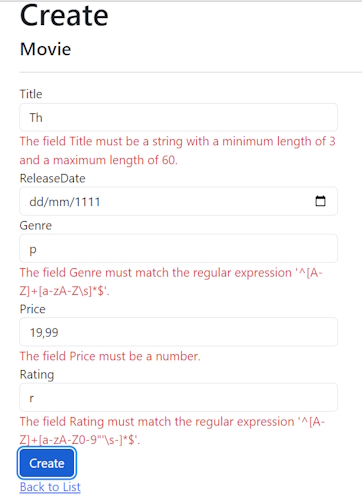 Create
Movie
Title
Th
The field Title must be a string with a minimum length of 3
and a maximum length of 60.
ReleaseDate
dd/mm/1111
Genre
p
The field Genre must match the regular expression '^[A-
Z]+[a-zA-Z\s]*$'.
Price
19,99
The field Price must be a number.
Rating
r
The field Rating must match the regular expression '^[A-
Z]+[a-zA-Z0-9"'\s-]*$'.
Create
Back to List